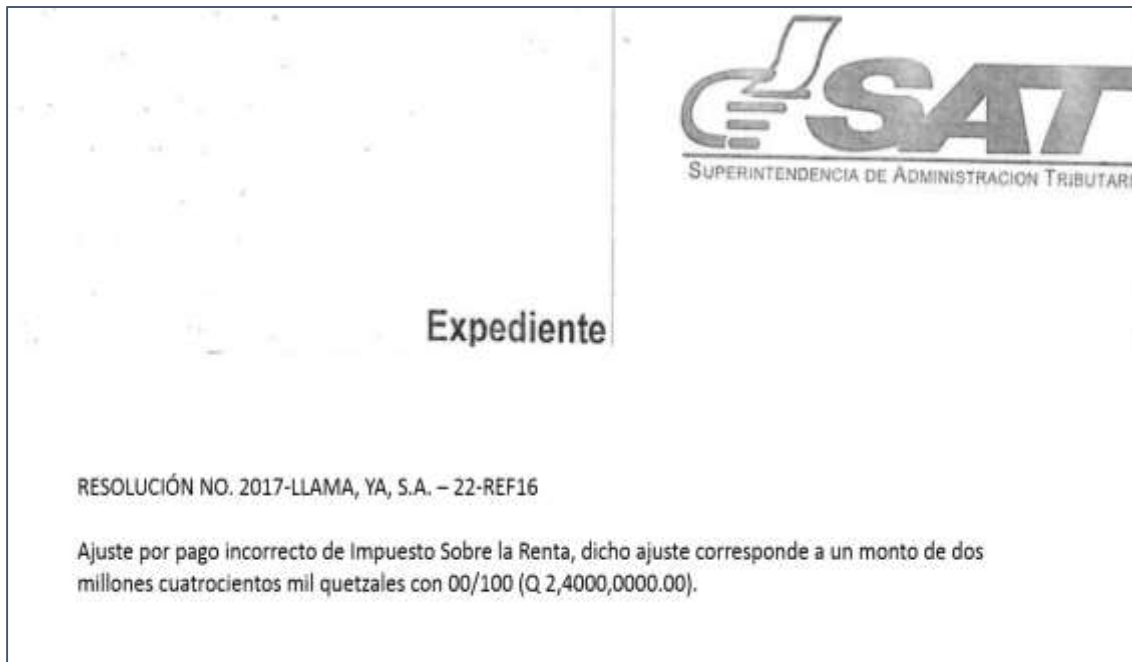 SAT
SUPERINTENDENCIA DE ADMINISTRACION TRIBUTARI
Expediente
RESOLUCIÓN NO. 2017-LLAMA, YA, S.A. – 22-REF16
Ajuste por pago incorrecto de Impuesto Sobre la Renta, dicho ajuste corresponde a un monto de dos
millones cuatrocientos mil quetzales con 00/100 (Q 2,4000,0000.00).